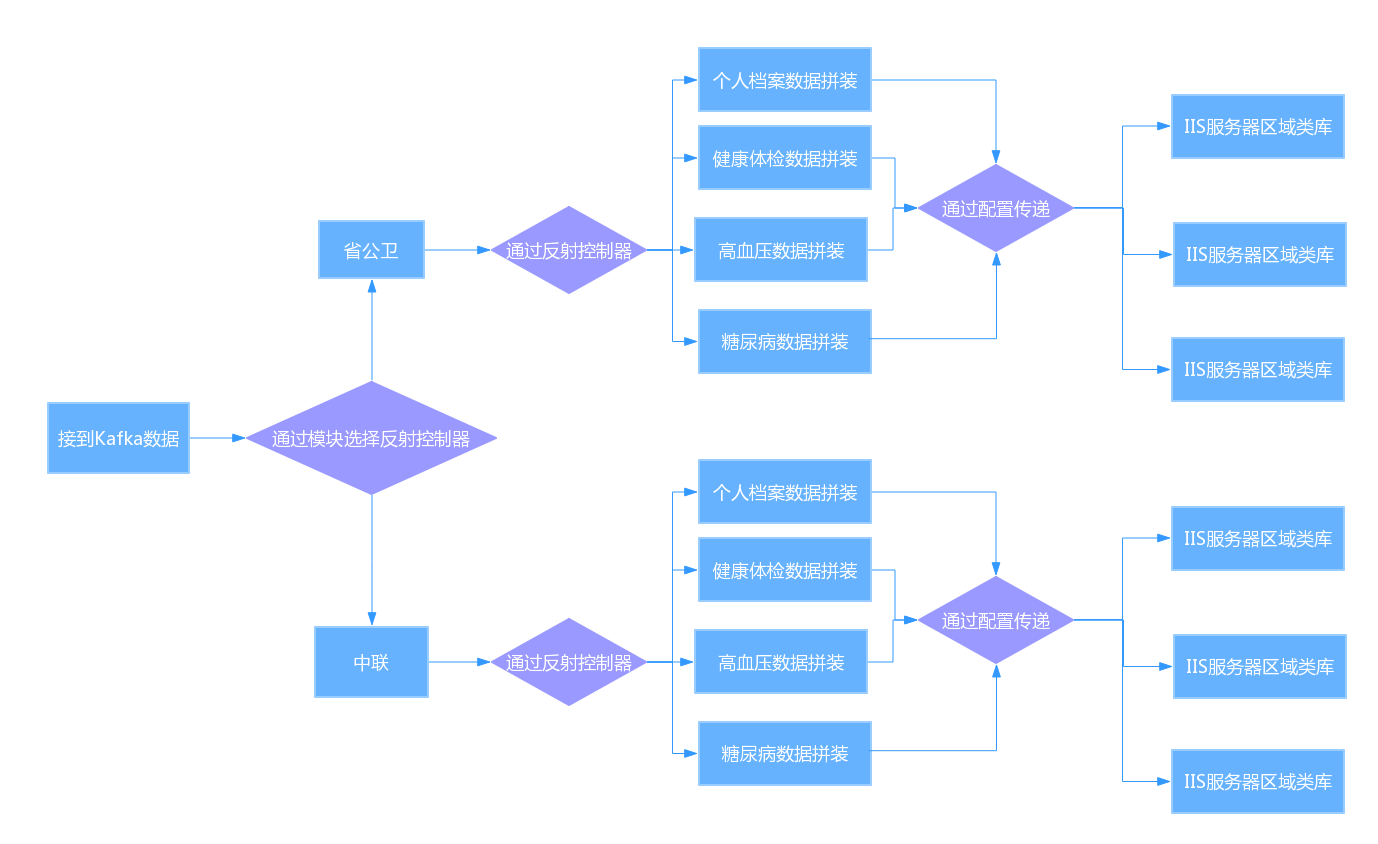 接到Kafka数据
通过模块选择反射控制器
省公卫
通过反射控制器
个人档案数据拼装
健康体检数据拼装
高血压数据拼装
糖尿病数据拼装
通过配置传递
IIS服务器区域类库
IIS服务器区域类库
IIS服务器区域类库
中联
通过反射控制器
个人档案数据拼装
健康体检数据拼装
高血压数据拼装
糖尿病数据拼装
通过配置传递
IIS服务器区域类库
IIS服务器区域类库
IIS服务器区域类库